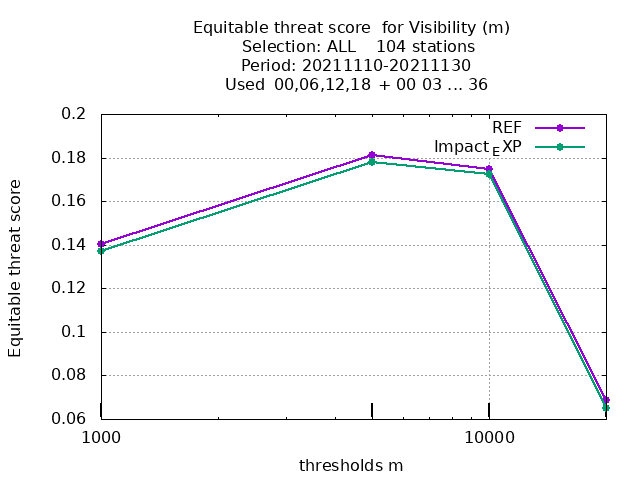 Equitable threat score for Visibility (m)
Selection: ALL 104 stations
Period: 20211110-20211130
Used 00,06,12,18 + 00 03 ... 36
REF
Impact EXP
0.2
0.18
0.16
0.14
0.12
0.1
0.08
0.06
Equitable threat score
1000
10000
thresholds m